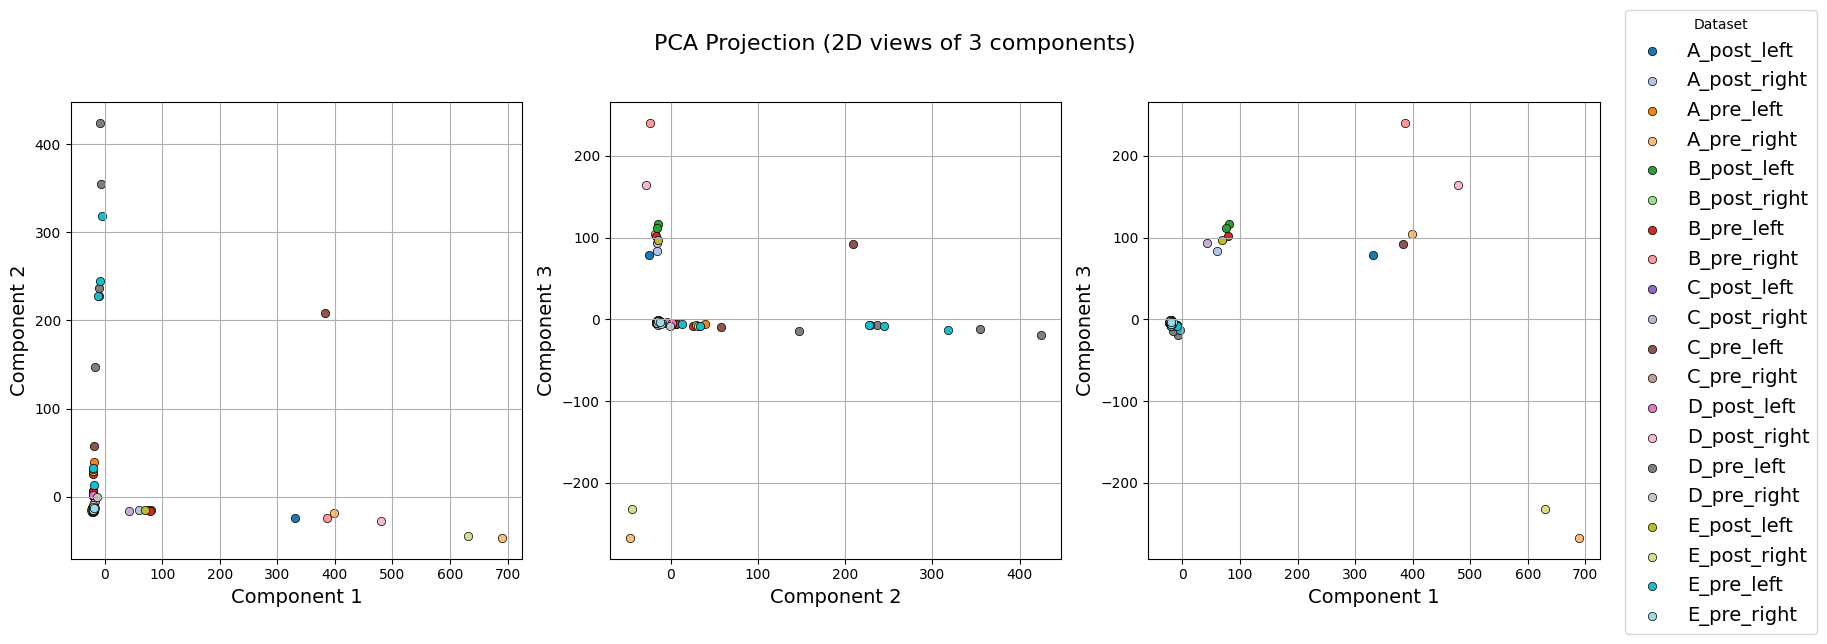 PCA Projection (2D views of 3 components)
Component 2
400
300
200
100
0
0 100 200 300 400 500 600 700
Component 1
Component 3
200
100
0
−100
−200
0 100 200 300 400
Component 2
Component 3
200
100
0
−100
−200
0 100 200 300 400 500 600 700
Component 1
Dataset
A_post_left
A_post_right
A_pre_left
A_pre_right
B_post_left
B_post_right
B_pre_left
B_pre_right
C_post_left
C_post_right
C_pre_left
C_pre_right
D_post_left
D_post_right
D_pre_left
D_pre_right
E_post_left
E_post_right
E_pre_left
E_pre_right